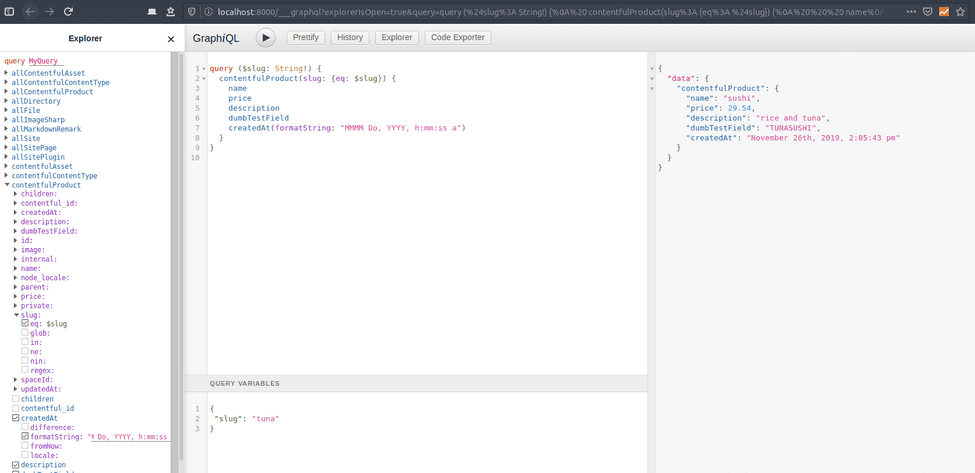 localhost:8000/___graphql?explorerIsOpen=true&query=query (%24slug%3A String!) {%0A%20 contentfulProduct(slug%3A {eq%3A %24slug}) {%0A%20%20%20 name%0A
Explorer
GraphiQL
Prettify
History
Explorer
Code Exporter
query MyQuery
allContentfulAsset
allContentfulContentType
allContentfulProduct
allDirectory
allFile
allImageSharp
allMarkdownRemark
allSite
allSitePage
allSitePlugin
contentfulAsset
contentfulContentType
contentfulProduct
children:
contentful_id:
createdAt:
description:
dumbTestField:
id:
image:
internal:
name:
node_locale:
parent:
price:
private:
slug:
eq: $slug
glob:
in:
ne:
nin:
regex:
spaceId:
updatedAt:
children
contentful_id
createdAt
difference:
formatString: "M Do, YYYY, h:mm:ss
fromNow:
locale:
description
1 query ($slug: String!) {
2 contentfulProduct(slug: {eq: $slug}) {
3 name
4 price
5 description
6 dumbTestField
7 createdAt(formatString: "MMMM Do, YYYY, h:mm:ss a")
8 }
9 }
10
QUERY VARIABLES
1 {
2 "slug": "tuna"
3 }
{
"data": {
"contentfulProduct": {
"name": "sushi",
"price": 29.54,
"description": "rice and tuna",
"dumbTestField": "TUNASUSHI",
"createdAt": "November 26th, 2019, 2:05:43 pm"
}
}
}